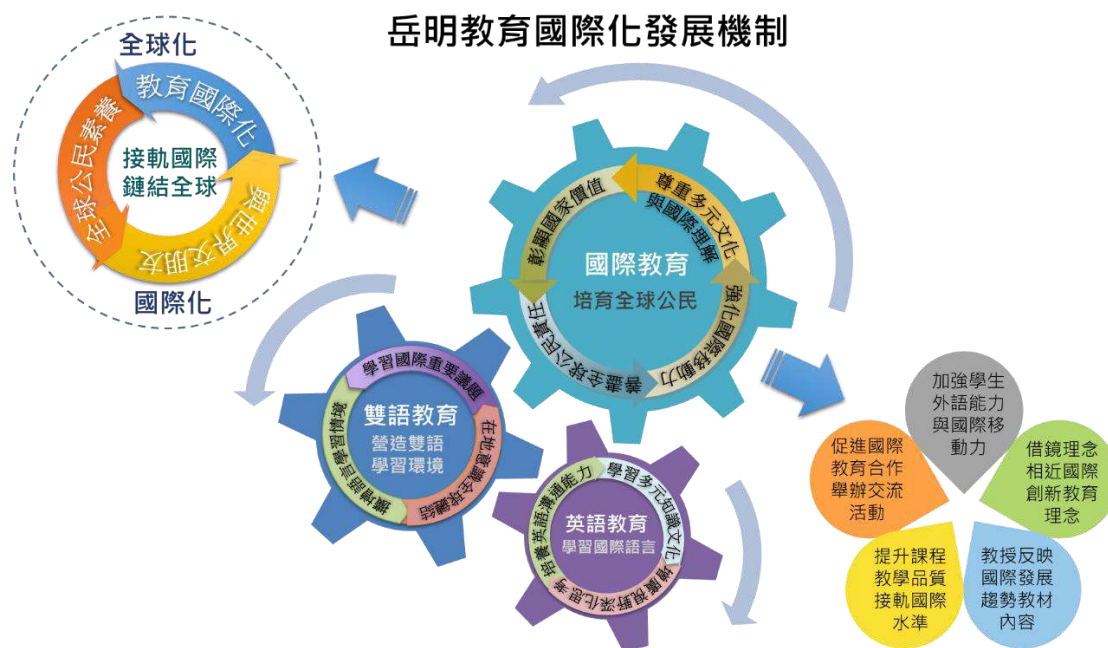 岳明教育國際化發展機制
全球化
教育國際化
全球公民素養
與世界交朋友
接軌國際
鏈結全球
國際化
尊重多元文化
與國際理解
彰顯國家價值
善盡全球公民責任
強化國際移動力
國際教育
培育全球公民
學習國際重溝通
在地意識全球鏈結
擴增語言學習情境
雙語教育
營造雙語
學習環境
培養英語溝通能力
學習多元知識文化
增廣視野深化思考
英語教育
學習國際語言
加強學生
外語能力
與國際移
動力
促進國際
教育合作
舉辦交流
活動
借鏡理念
相近國際
創新教育
理念
提升課程
教學品質
接軌國際
水準
教授反映
國際發展
趨勢教材
內容